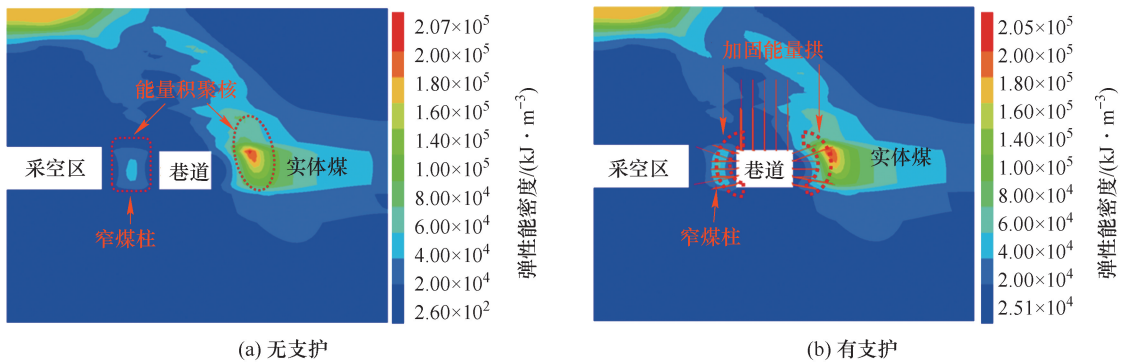 能量积聚核
采空区
巷道
实体煤
窄煤柱
2.07×10⁵
2.00×10⁵
1.80×10⁵
1.60×10⁵
1.40×10⁵
1.00×10⁵
8.00×10⁴
6.00×10⁴
4.00×10⁴
2.00×10⁴
2.60×10²
弹性能密度/(kJ·m⁻³)
(a) 无支护
加固能量拱
采空区
巷道
实体煤
窄煤柱
2.05×10⁵
2.00×10⁵
1.80×10⁵
1.60×10⁵
1.40×10⁵
1.00×10⁵
8.00×10⁴
6.00×10⁴
4.00×10⁴
2.00×10⁴
2.51×10⁴
弹性能密度/(kJ·m⁻³)
(b) 有支护